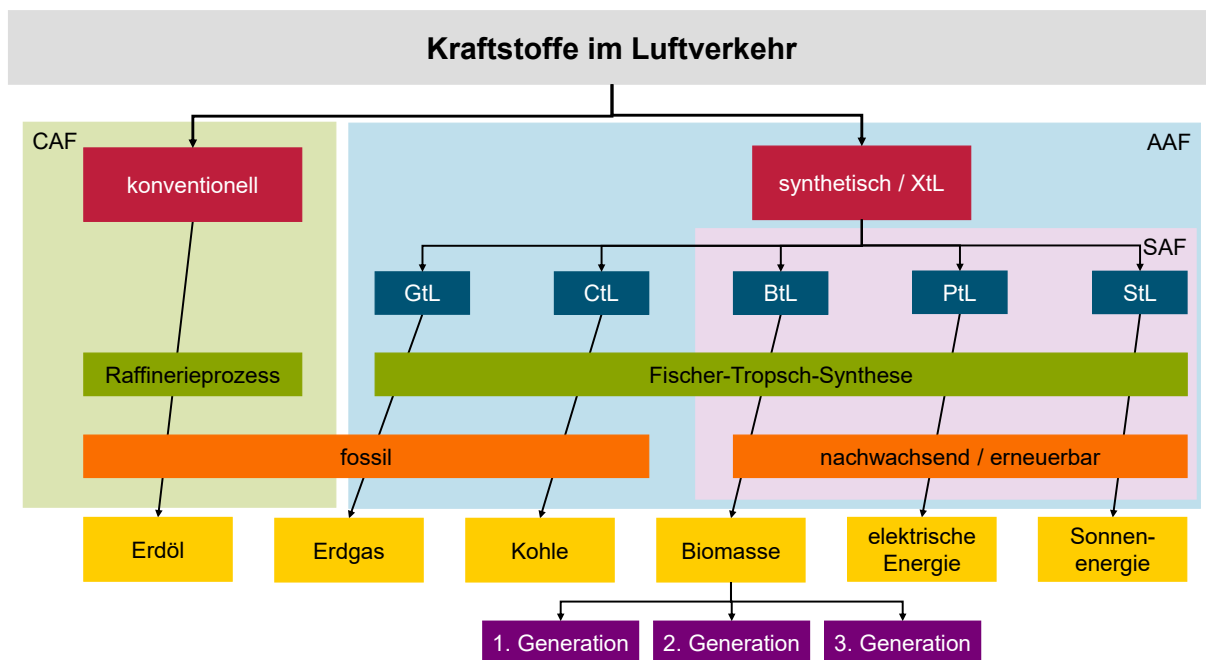 Kraftstoffe im Luftverkehr
CAF
AAF
konventionell
synthetisch / XtL
SAF
GtL
CtL
BtL
PtL
StL
Raffinerieprozess
Fischer-Tropsch-Synthese
fossil
nachwachsend / erneuerbar
Erdöl
Erdgas
Kohle
Biomasse
elektrische
Energie
Sonnen-
energie
1. Generation
2. Generation
3. Generation